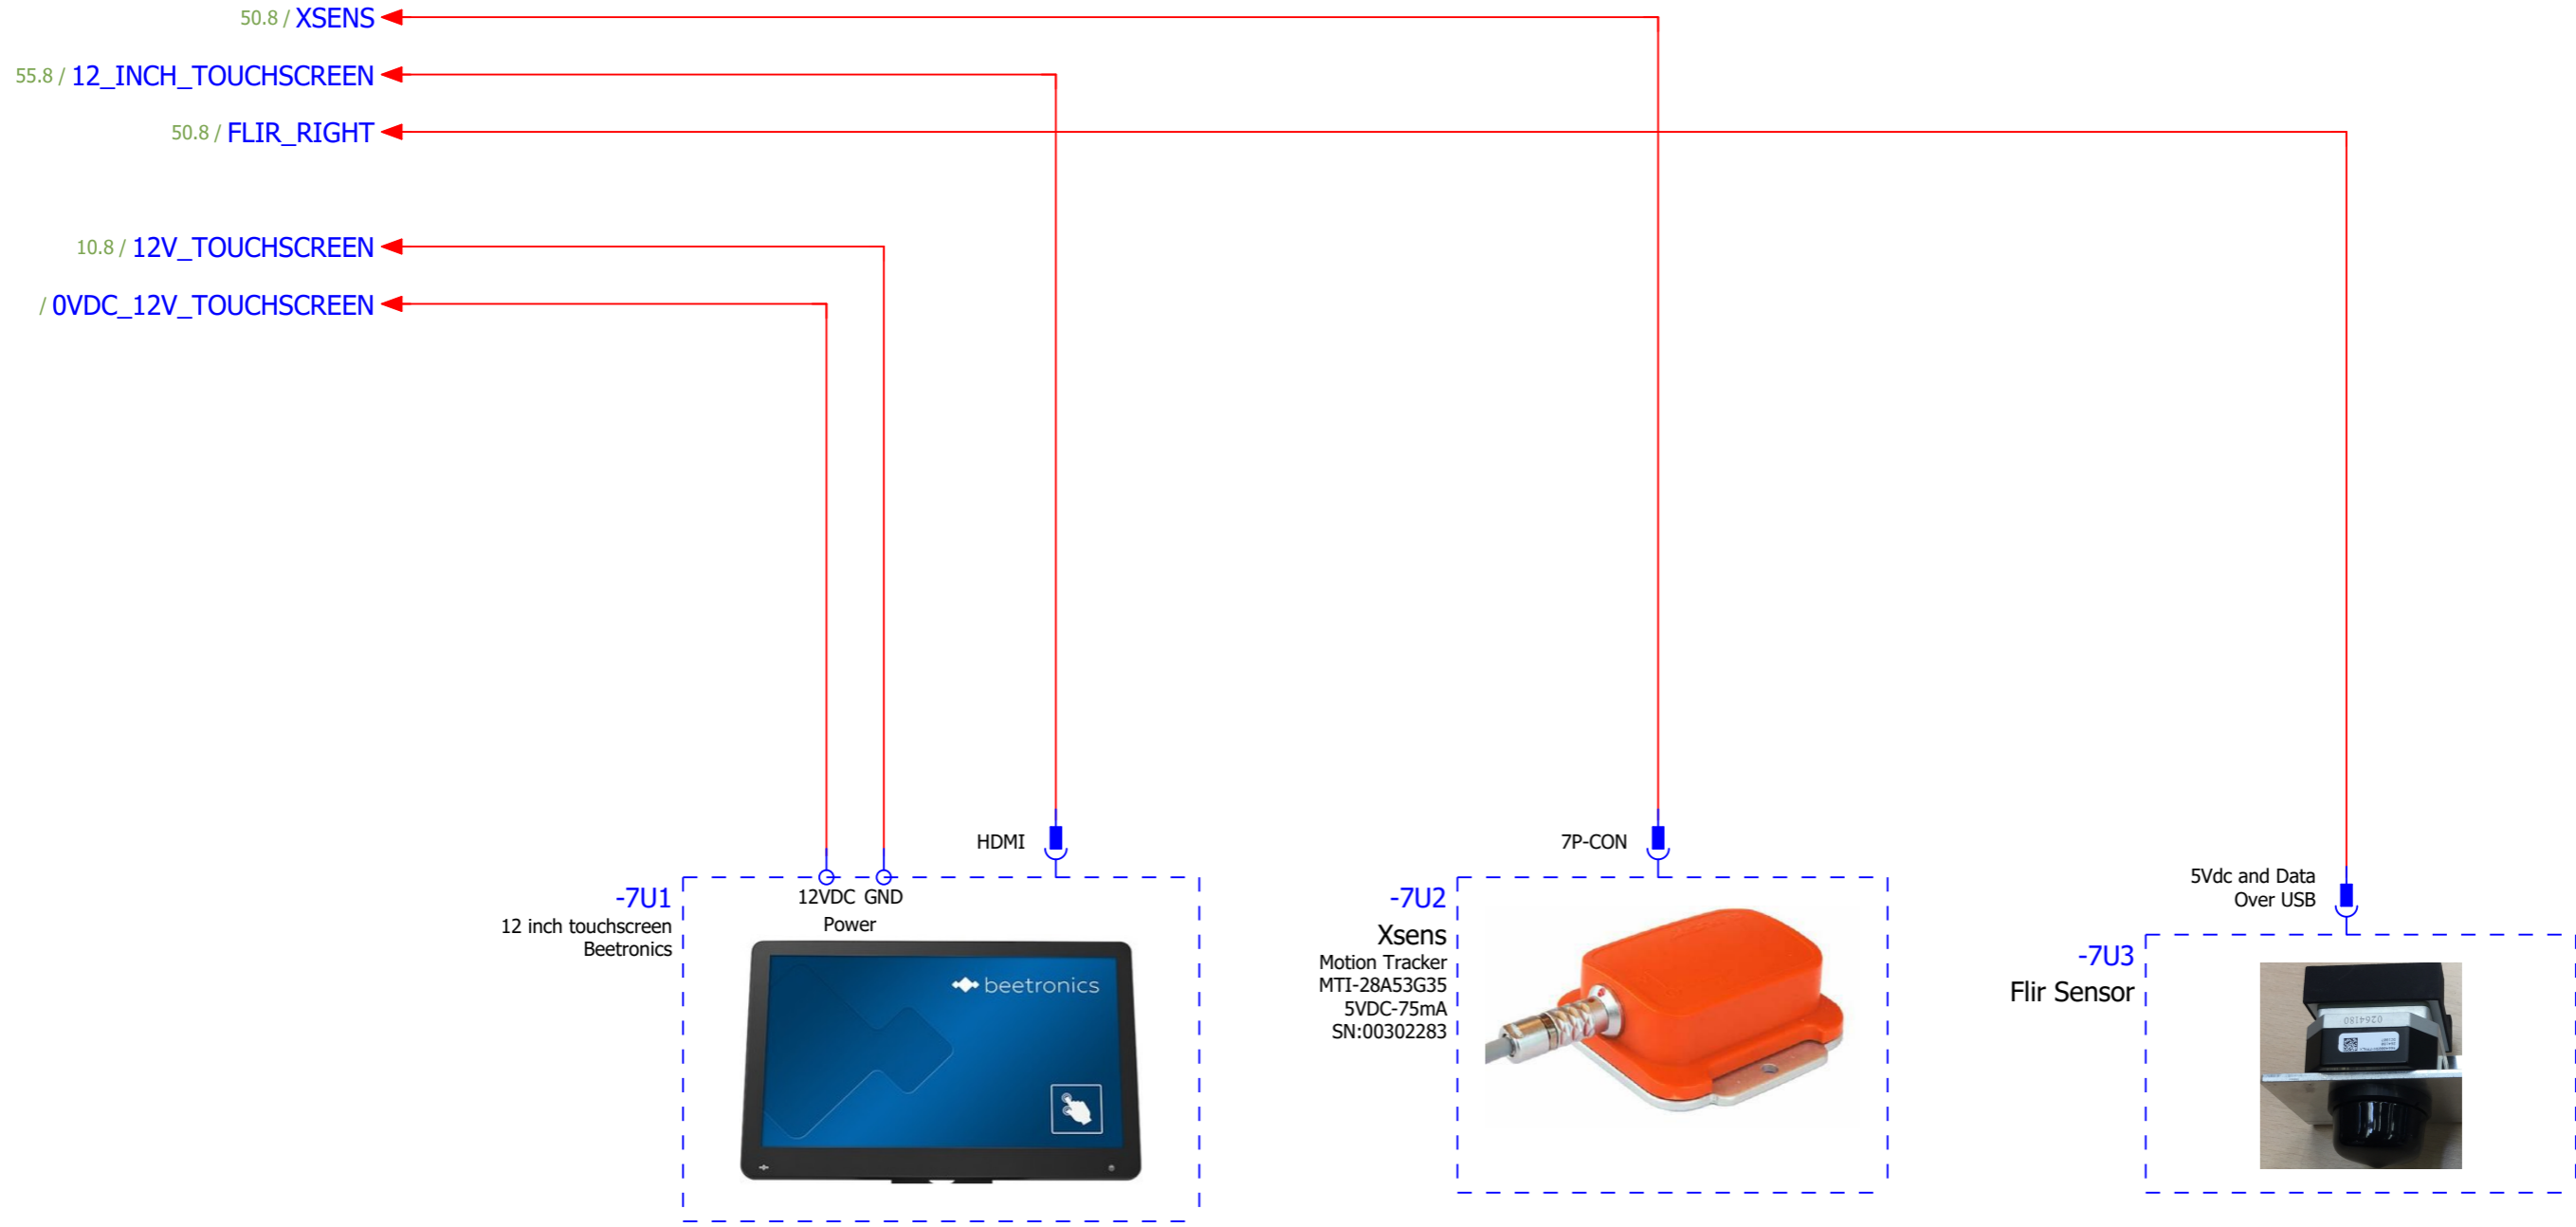 50.8 / XSENS
55.8 / 12_INCH_TOUCHSCREEN
50.8 / FLIR_RIGHT
10.8 / 12V_TOUCHSCREEN
/ 0VDC_12V_TOUCHSCREEN
HDMI
7P-CON
5Vdc and Data
Over USB
-7U1
12 inch touchscreen
Beetronics
12VDC GND
Power
beetronics
-7U2
Xsens
Motion Tracker
MTI-28A53G35
5VDC-75mA
SN:00302283
-7U3
Flir Sensor
0264180